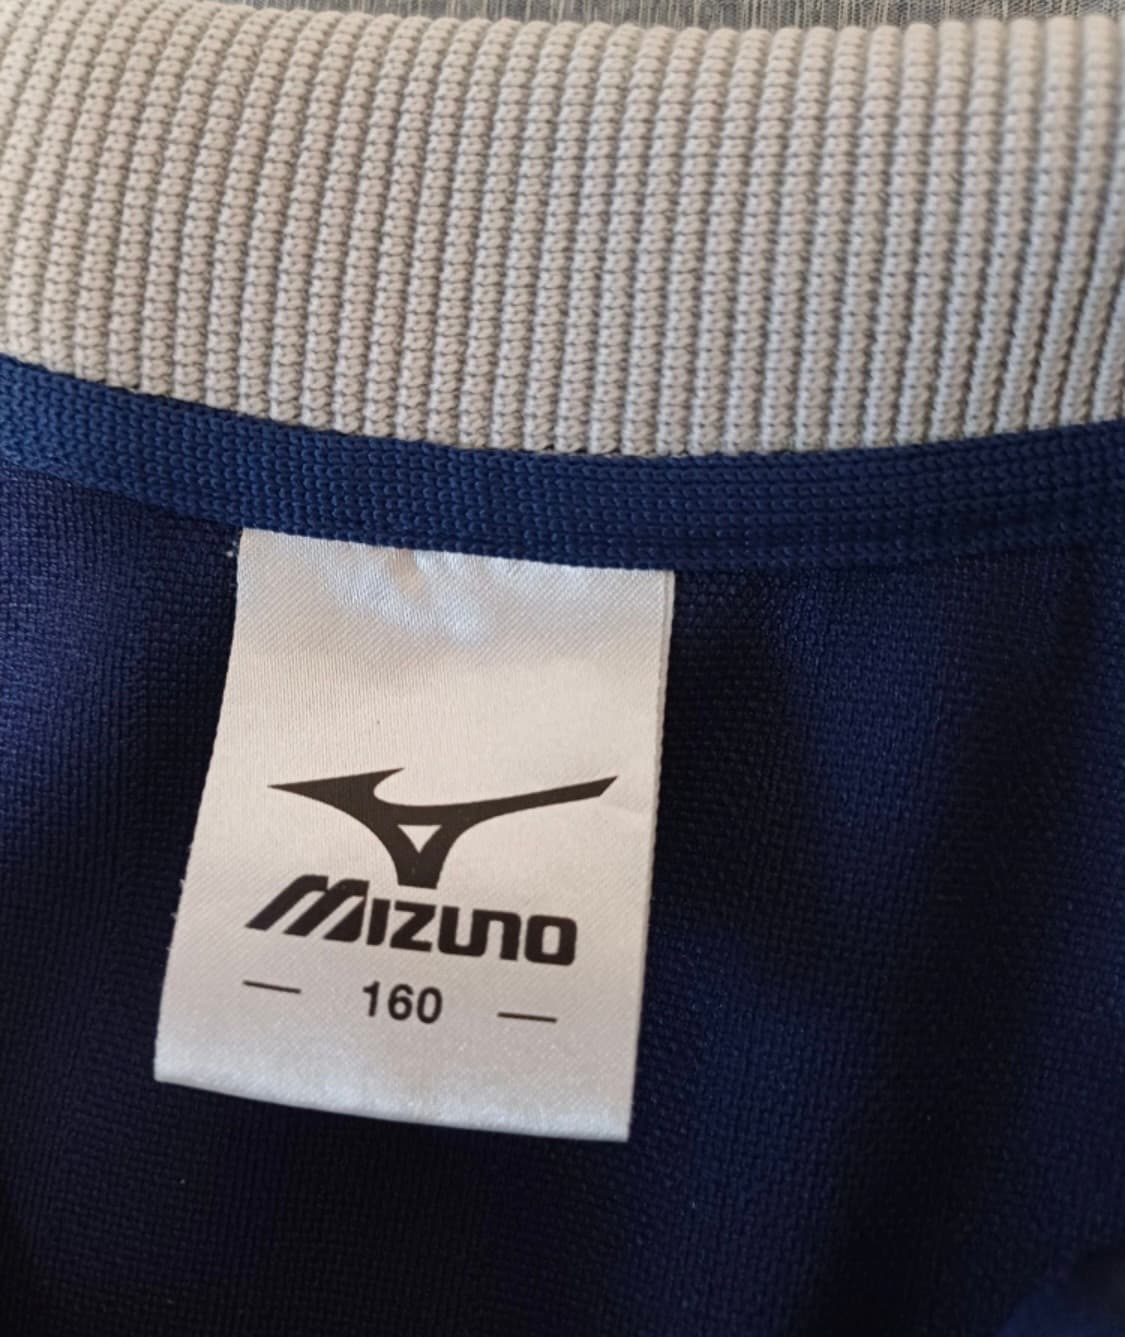 MIZUNO
— 160 —